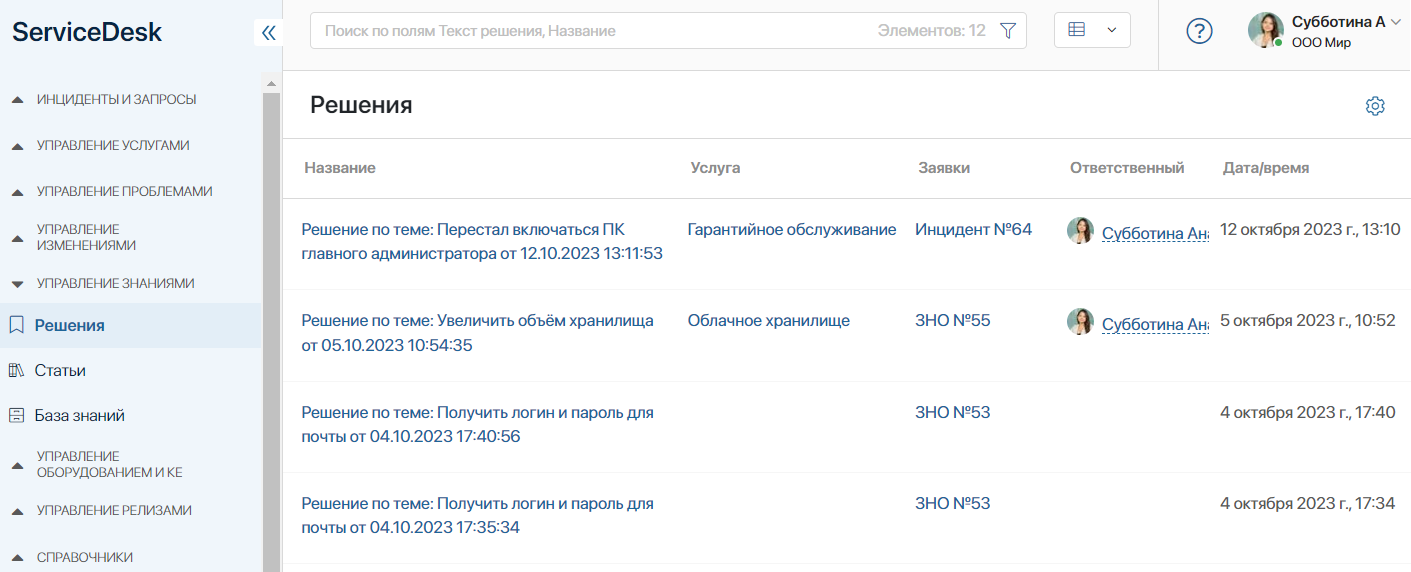 ServiceDesk
ИНЦИДЕНТЫ И ЗАПРОСЫ
УПРАВЛЕНИЕ УСЛУГАМИ
УПРАВЛЕНИЕ ПРОБЛЕМАМИ
УПРАВЛЕНИЕ
ИЗМЕНЕНИЯМИ
УПРАВЛЕНИЕ ЗНАНИЯМИ
Решения
Статьи
База знаний
УПРАВЛЕНИЕ
ОБОРУДОВАНИЕМ И КЕ
УПРАВЛЕНИЕ РЕЛИЗАМИ
СПРАВОЧНИКИ
Поиск по полям Текст решения, Название
Элементов: 12
?
Субботина А
ООО Мир
Решения
Название Услуга Заявки Ответственный Дата/время
Решение по теме: Перестал включаться ПК
главного администратора от 12.10.2023 13:11:53
Гарантийное обслуживание
Инцидент №64
Субботина Ана
12 октября 2023 г., 13:10
Решение по теме: Увеличить объём хранилища
от 05.10.2023 10:54:35
Облачное хранилище
ЗНО №55
Субботина Ана
5 октября 2023 г., 10:52
Решение по теме: Получить логин и пароль для
почты от 04.10.2023 17:40:56
ЗНО №53
4 октября 2023 г., 17:40
Решение по теме: Получить логин и пароль для
почты от 04.10.2023 17:35:34
ЗНО №53
4 октября 2023 г., 17:34